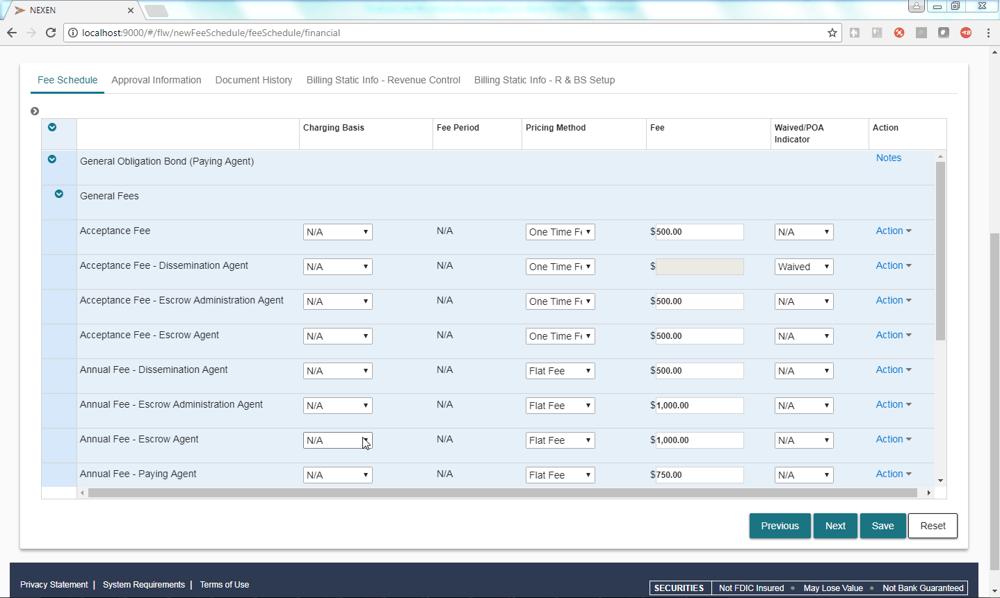 NEXEN
localhost:9000/#/flw/newFeeSchedule/feeSchedule/financial
Fee Schedule Approval Information Document History Billing Static Info - Revenue Control Billing Static Info - R & BS Setup
Charging Basis Fee Period Pricing Method Fee Waived/POA Indicator Action
General Obligation Bond (Paying Agent) Notes
General Fees
Acceptance Fee N/A N/A One Time Fe $500.00 N/A Action
Acceptance Fee - Dissemination Agent N/A N/A One Time Fe $ Waived Action
Acceptance Fee - Escrow Administration Agent N/A N/A One Time Fe $500.00 N/A Action
Acceptance Fee - Escrow Agent N/A N/A One Time Fe $500.00 N/A Action
Annual Fee - Dissemination Agent N/A N/A Flat Fee $500.00 N/A Action
Annual Fee - Escrow Administration Agent N/A N/A Flat Fee $1,000.00 N/A Action
Annual Fee - Escrow Agent N/A N/A Flat Fee $1,000.00 N/A Action
Annual Fee - Paying Agent N/A N/A Flat Fee $750.00 N/A Action
Previous Next Save Reset
Privacy Statement | System Requirements | Terms of Use
SECURITIES Not FDIC Insured • May Lose Value • Not Bank Guaranteed